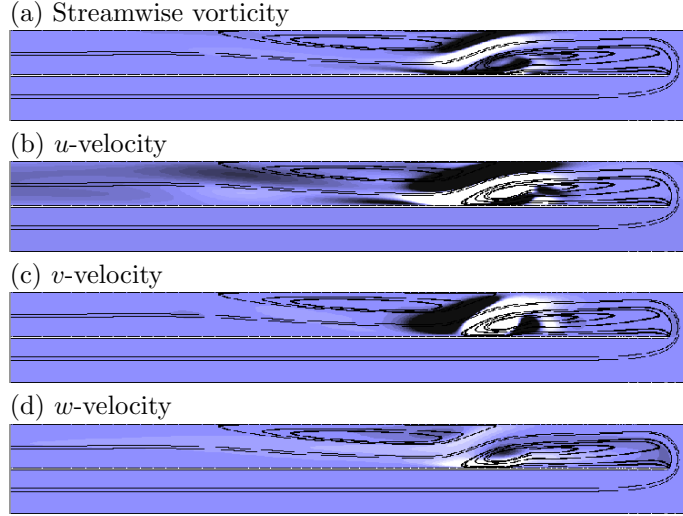 (a) Streamwise vorticity
(b) u-velocity
(c) v-velocity
(d) w-velocity